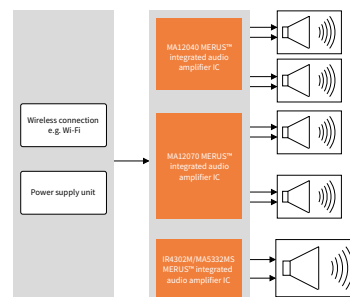 MA12040 MERUS™
integrated audio
amplifier IC
Wireless connection
e.g. Wi-Fi
MA12070 MERUS™
integrated audio
amplifier IC
Power supply unit
IR4302M/MA5332MS
MERUS™ integrated
audio amplifier IC